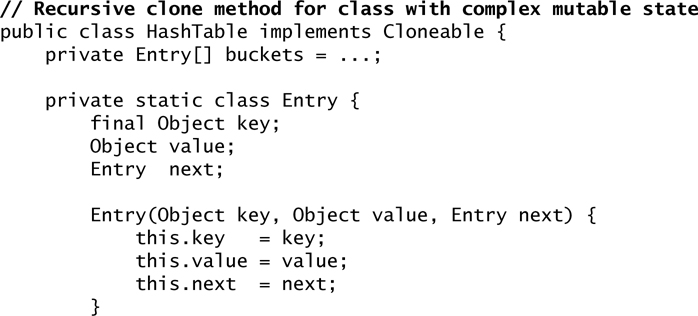 // Recursive clone method for class with complex mutable state
public class HashTable implements Cloneable {
    private Entry[] buckets = ...;

    private static class Entry {
        final Object key;
        Object value;
        Entry  next;

        Entry(Object key, Object value, Entry next) {
            this.key   = key;
            this.value = value;
            this.next  = next;
        }